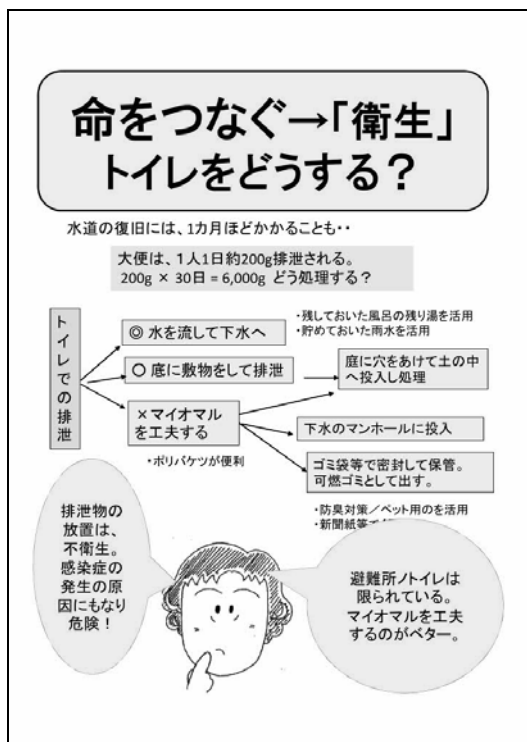 命をつなぐ→「衛生」
トイレをどうする？
水道の復旧には、1カ月ほどかかることも・・
大便は、１人1日約200g排泄される。
200g × 30日 = 6,000g どう処理する？
トイレでの排泄
◎ 水を流して下水へ
・残しておいた風呂の残り湯を活用
・貯めておいた雨水を活用
〇 底に敷物をして排泄
庭に穴をあけて土の中
へ投入し処理
×マイオマル
を工夫する
・ポリバケツが便利
下水のマンホールに投入
ゴミ袋等で密封して保管。
可燃ゴミとして出す。
・防臭対策／ペット用のを活用
・新聞紙等で
排泄物の
放置は、
不衛生。
感染症の
発生の原
因にもなり
危険！
避難所ノトイレは
限られている。
マイオマルを工夫
するのがベター。